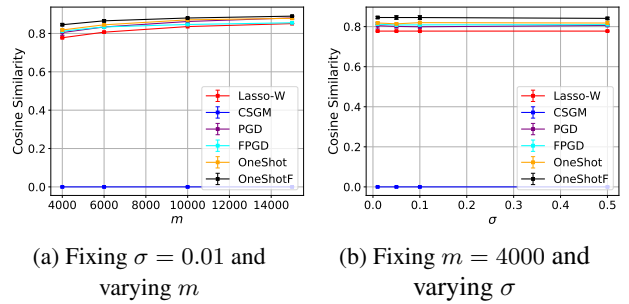 Cosine Similarity
0.8
0.6
0.4
0.2
0.0
Lasso-W
CSGM
PGD
FPGD
OneShot
OneShotF
4000 6000 8000 10000 12000 14000
m
(a) Fixing σ = 0.01 and
varying m
Cosine Similarity
0.8
0.6
0.4
0.2
0.0
Lasso-W
CSGM
PGD
FPGD
OneShot
OneShotF
0.0 0.1 0.2 0.3 0.4 0.5
σ
(b) Fixing m = 4000 and
varying σ